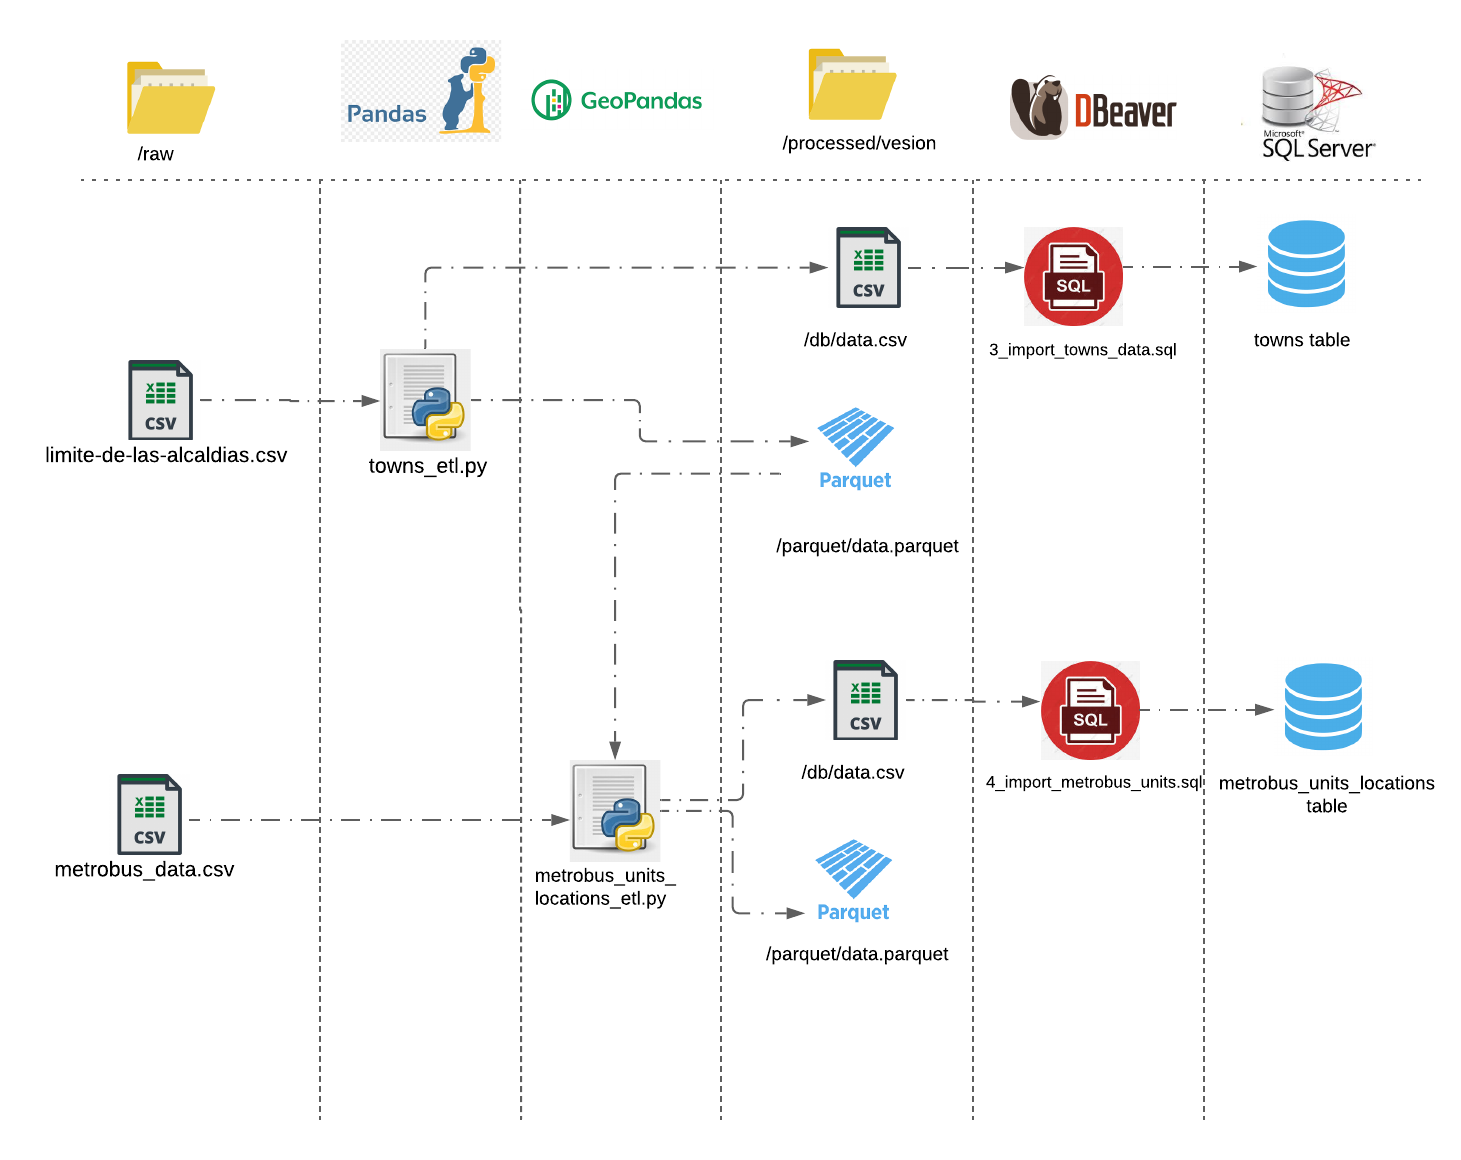 /raw
Pandas
GeoPandas
/processed/vesion
DBeaver
Microsoft®
SQL Server®
CSV
/db/data.csv
SQL
3_import_towns_data.sql
towns table
CSV
limite-de-las-alcaldias.csv
towns_etl.py
Parquet
/parquet/data.parquet
CSV
/db/data.csv
SQL
4_import_metrobus_units.sql
metrobus_units_locations
table
CSV
metrobus_data.csv
metrobus_units_
locations_etl.py
Parquet
/parquet/data.parquet